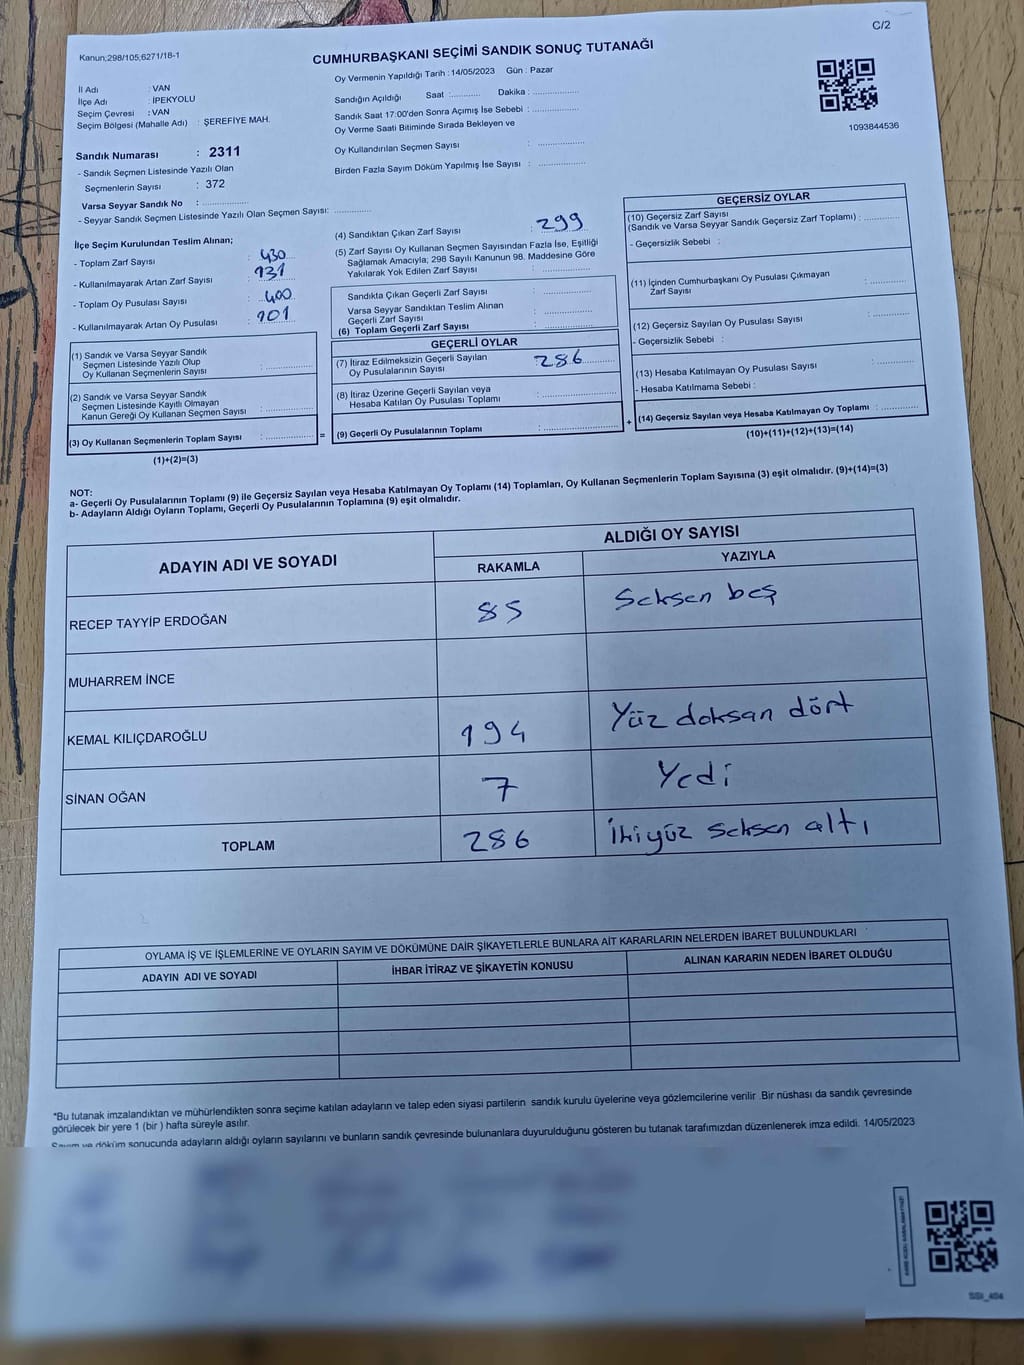 C/2
Kanun;298/105;6271/18-1
CUMHURBAŞKANI SEÇİMİ SANDIK SONUÇ TUTANAĞI
Oy Vermenin Yapıldığı Tarih : 14/05/2023 Gün : Pazar
İl Adı : VAN
İlçe Adı : İPEKYOLU
Seçim Çevresi : VAN
Seçim Bölgesi (Mahalle Adı) : ŞEREFİYE MAH.
Sandığın Açıldığı Saat :.......... Dakika :....................
Sandık Saat 17:00'den Sonra Açımış İse Sebebi :................
Oy Verme Saati Bitiminde Sırada Bekleyen ve
Oy Kullandırılan Seçmen Sayısı :................
Birden Fazla Sayım Döküm Yapılmış İse Sayısı :................
1093844536
Sandık Numarası : 2311
- Sandık Seçmen Listesinde Yazılı Olan
Seçmenlerin Sayısı : 372
Varsa Seyyar Sandık No :................
- Seyyar Sandık Seçmen Listesinde Yazılı Olan Seçmen Sayısı: .............
İlçe Seçim Kurulundan Teslim Alınan;
- Toplam Zarf Sayısı : 430
- Kullanılmayarak Artan Zarf Sayısı : 131
- Toplam Oy Pusulası Sayısı : 400
- Kullanılmayarak Artan Oy Pusulası : 101
(1) Sandık ve Varsa Seyyar Sandık
Seçmen Listesinde Yazılı Olup
Oy Kullanan Seçmenlerin Sayısı :................
(2) Sandık ve Varsa Seyyar Sandık
Seçmen Listesinde Kayıtlı Olmayan
Kanun Gereği Oy Kullanan Seçmen Sayısı :................
(3) Oy Kullanan Seçmenlerin Toplam Sayısı :................ =
(1)+(2)=(3)
(4) Sandıktan Çıkan Zarf Sayısı : 299
(5) Zarf Sayısı Oy Kullanan Seçmen Sayısından Fazla İse, Eşitliği
Sağlamak Amacıyla; 298 Sayılı Kanunun 98. Maddesine Göre
Yakılarak Yok Edilen Zarf Sayısı :................
Sandıkta Çıkan Geçerli Zarf Sayısı :................
Varsa Seyyar Sandıktan Teslim Alınan
Geçerli Zarf Sayısı :................
(6) Toplam Geçerli Zarf Sayısı :................
GEÇERLİ OYLAR
(7) İtiraz Edilmeksizin Geçerli Sayılan
Oy Pusulalarının Sayısı : 286
(8) İtiraz Üzerine Geçerli Sayılan veya
Hesaba Katılan Oy Pusulası Toplamı :................
(9) Geçerli Oy Pusulalarının Toplamı :................ +
GEÇERSİZ OYLAR
(10) Geçersiz Zarf Sayısı
(Sandık ve Varsa Seyyar Sandık Geçersiz Zarf Toplamı) :............
- Geçersizlik Sebebi :
(11) İçinden Cumhurbaşkanı Oy Pusulası Çıkmayan
Zarf Sayısı :............
(12) Geçersiz Sayılan Oy Pusulası Sayısı :............
- Geçersizlik Sebebi :
(13) Hesaba Katılmayan Oy Pusulası Sayısı :............
- Hesaba Katılmama Sebebi :
(14) Geçersiz Sayılan veya Hesaba Katılmayan Oy Toplamı :............
(10)+(11)+(12)+(13)=(14)
NOT:
a- Geçerli Oy Pusulalarının Toplamı (9) ile Geçersiz Sayılan veya Hesaba Katılmayan Oy Toplamı (14) Toplamları, Oy Kullanan Seçmenlerin Toplam Sayısına (3) eşit olmalıdır. (9)+(14)=(3)
b- Adayların Aldığı Oyların Toplamı, Geçerli Oy Pusulalarının Toplamına (9) eşit olmalıdır.
ADAYIN ADI VE SOYADI
ALDIĞI OY SAYISI
RAKAMLA YAZIYLA
RECEP TAYYİP ERDOĞAN 85 Seksen beş
MUHARREM İNCE
KEMAL KILIÇDAROĞLU 194 Yüz doksan dört
SİNAN OĞAN 7 Yedi
TOPLAM 286 İkiyüz seksen altı
OYLAMA İŞ VE İŞLEMLERİNE VE OYLARIN SAYIM VE DÖKÜMÜNE DAİR ŞİKAYETLERLE BUNLARA AİT KARARLARIN NELERDEN İBARET BULUNDUKLARI
ADAYIN ADI VE SOYADI İHBAR İTİRAZ VE ŞİKAYETİN KONUSU ALINAN KARARIN NEDEN İBARET OLDUĞU
*Bu tutanak imzalandıktan ve mühürlendikten sonra seçime katılan adayların ve talep eden siyasi partilerin sandık kurulu üyelerine veya gözlemcilerine verilir .Bir nüshası da sandık çevresinde
görülecek bir yere 1 (bir ) hafta süreyle asılır.
Sayım ve döküm sonucunda adayların aldığı oyların sayılarını ve bunların sandık çevresinde bulunanlara duyurulduğunu gösteren bu tutanak tarafımızdan düzenlenerek imza edildi. 14/05/2023
SSİ_404